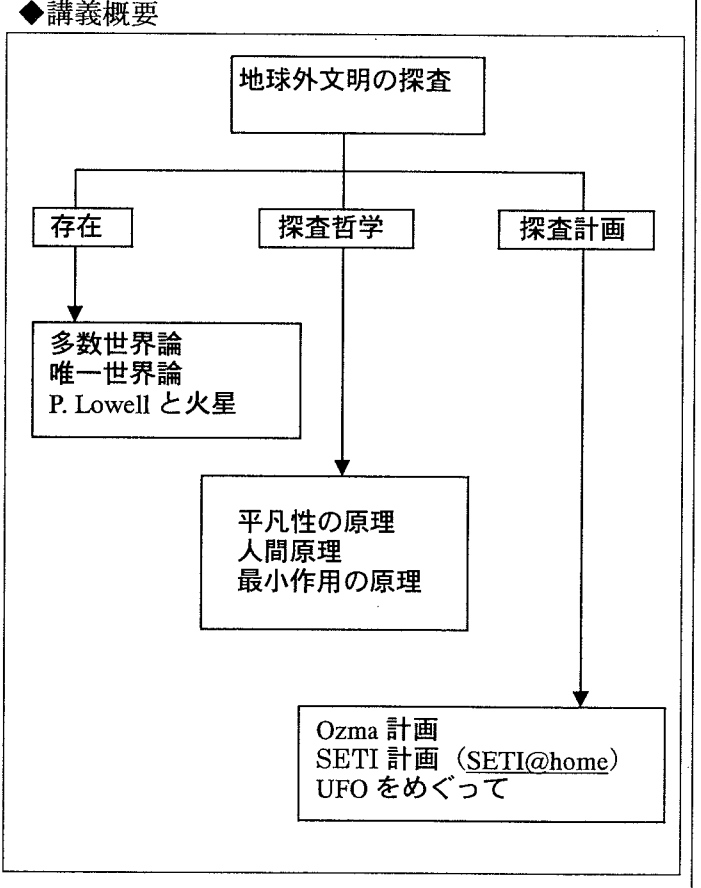 ◆講義概要
地球外文明の探査
存在
探査哲学
探査計画
多数世界論
唯一世界論
P. Lowell と火星
平凡性の原理
人間原理
最小作用の原理
Ozma 計画
SETI 計画（SETI@home）
UFO をめぐって